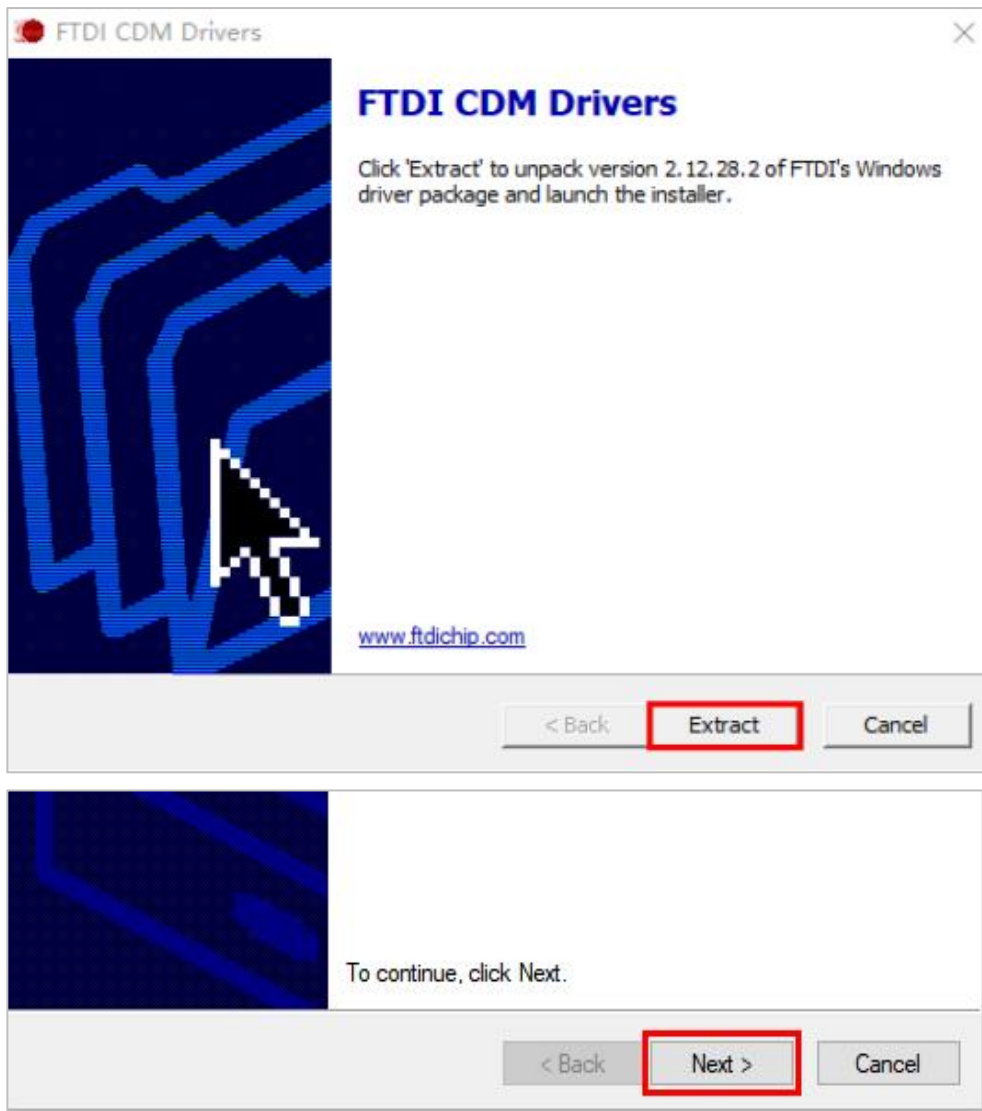 FTDI CDM Drivers
FTDI CDM Drivers
Click 'Extract' to unpack version 2.12.28.2 of FTDI's Windows
driver package and launch the installer.
www.ftdichip.com
< Back Extract Cancel
To continue, click Next.
< Back Next > Cancel